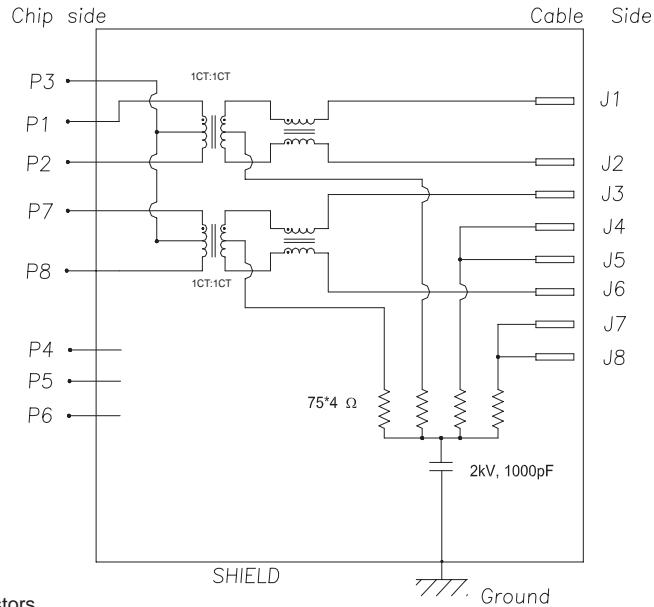 Chip side
Cable Side
P3
1CT:1CT
J1
P1
P2
J2
J3
P7
J4
J5
P8
1CT:1CT
J6
J7
P4
J8
P5
75*4 Ω
P6
2kV, 1000pF
SHIELD
Ground
stors